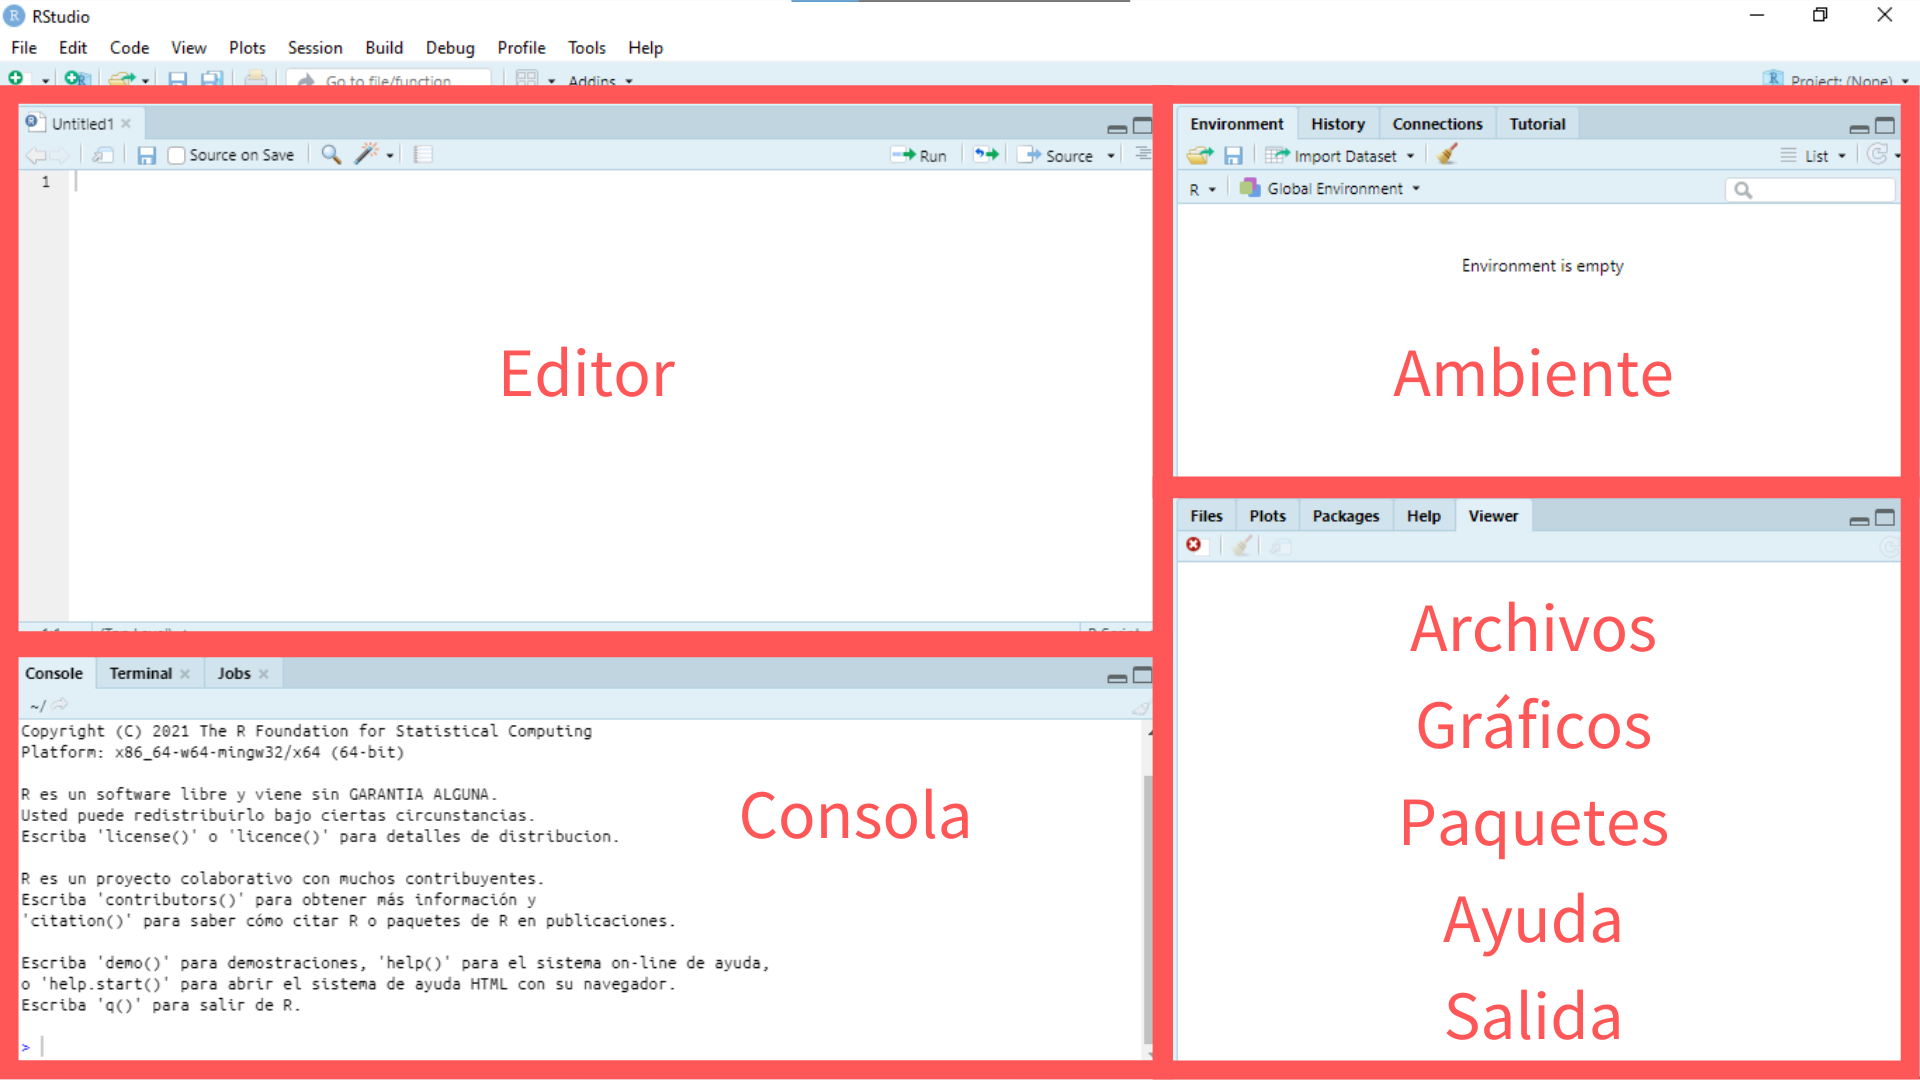 RStudio
File Edit Code View Plots Session Build Debug Profile Tools Help
Go to file/function Addins Project: (None)
Untitled1
Source on Save Run Source
1
Editor
Environment History Connections Tutorial
Import Dataset List
R Global Environment
Environment is empty
Ambiente
Console Terminal Jobs
~/
Copyright (C) 2021 The R Foundation for Statistical Computing
Platform: x86_64-w64-mingw32/x64 (64-bit)
R es un software libre y viene sin GARANTIA ALGUNA.
Usted puede redistribuirlo bajo ciertas circunstancias.
Escriba 'license()' o 'licence()' para detalles de distribucion.
R es un proyecto colaborativo con muchos contribuyentes.
Escriba 'contributors()' para obtener más información y
'citation()' para saber cómo citar R o paquetes de R en publicaciones.
Escriba 'demo()' para demostraciones, 'help()' para el sistema on-line de ayuda,
o 'help.start()' para abrir el sistema de ayuda HTML con su navegador.
Escriba 'q()' para salir de R.
>
Consola
Files Plots Packages Help Viewer
Archivos
Gráficos
Paquetes
Ayuda
Salida